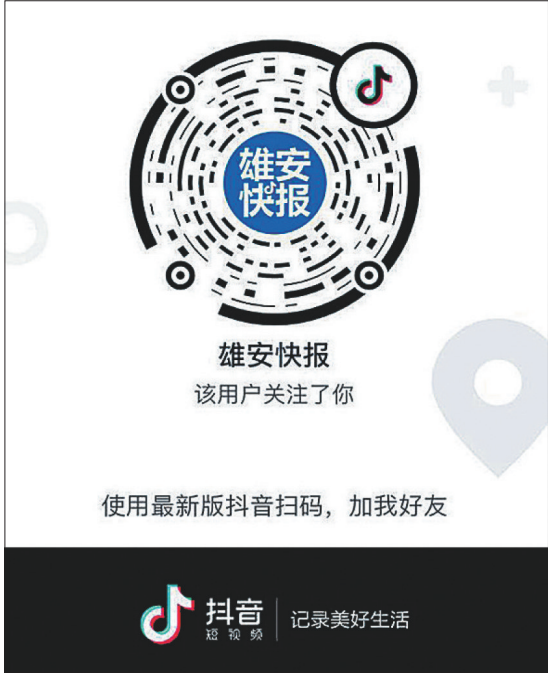 雄安
快报
雄安快报
该用户关注了你
使用最新版抖音扫码，加我好友
抖音
短视频
记录美好生活